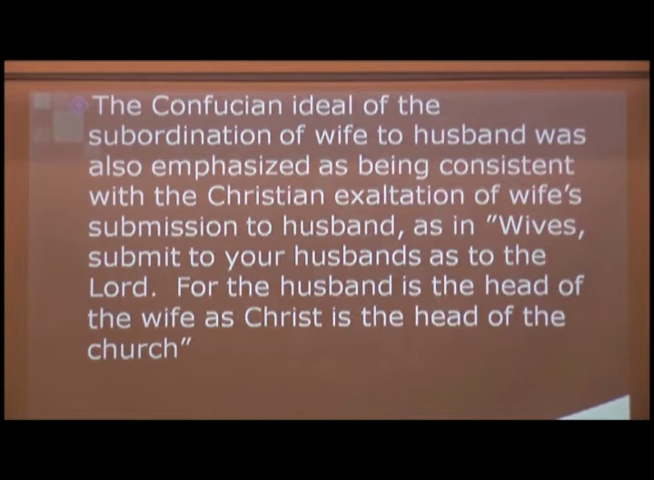 The Confucian ideal of the
subordination of wife to husband was
also emphasized as being consistent
with the Christian exaltation of wife's
submission to husband, as in "Wives,
submit to your husbands as to the
Lord.  For the husband is the head of
the wife as Christ is the head of the
church"